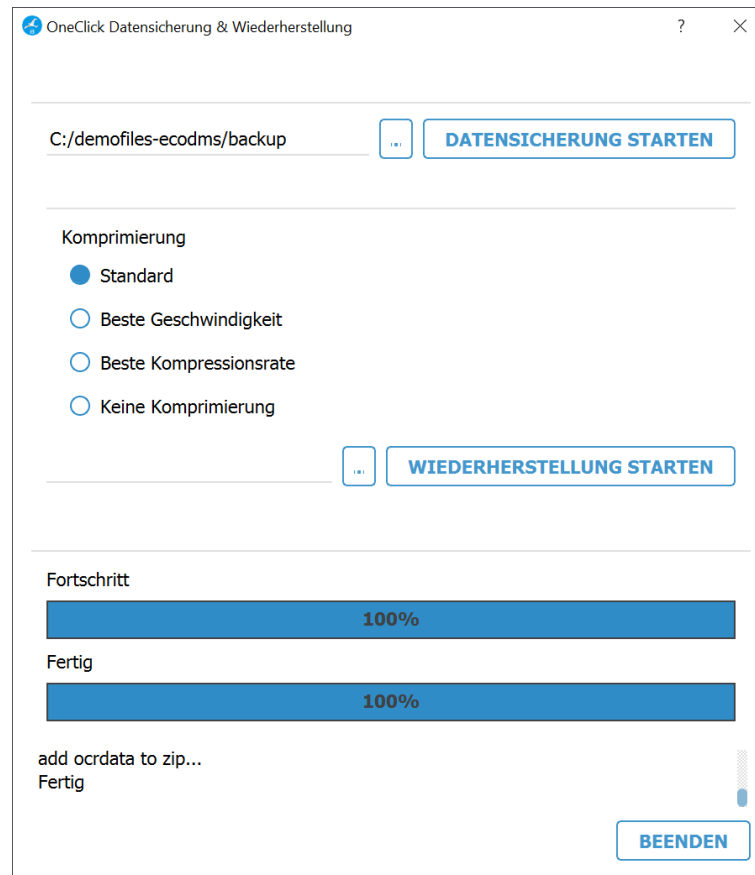 OneClick Datensicherung & Wiederherstellung
?
C:/demofiles-ecodms/backup
...
DATENSICHERUNG STARTEN
Komprimierung
Standard
Beste Geschwindigkeit
Beste Kompressionsrate
Keine Komprimierung
...
WIEDERHERSTELLUNG STARTEN
Fortschritt
100%
Fertig
100%
add ocrdata to zip...
Fertig
BEENDEN